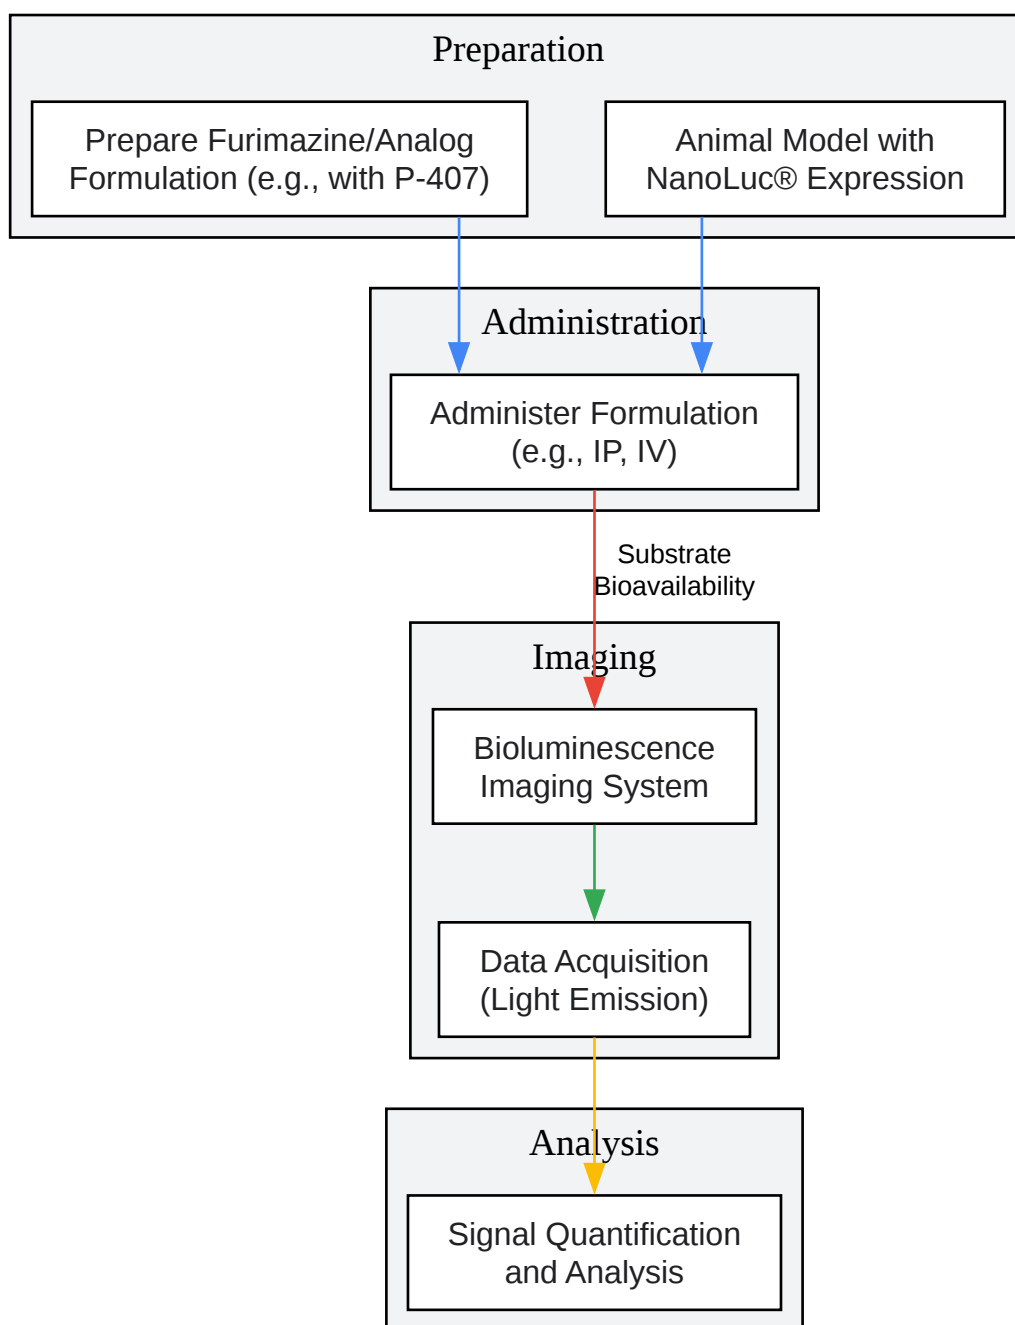 Preparation
Prepare Furimazine/Analog
Formulation (e.g., with P-407)
Animal Model with
NanoLuc® Expression
Administration
Administer Formulation
(e.g., IP, IV)
Substrate
Bioavailability
Imaging
Bioluminescence
Imaging System
Data Acquisition
(Light Emission)
Analysis
Signal Quantification
and Analysis